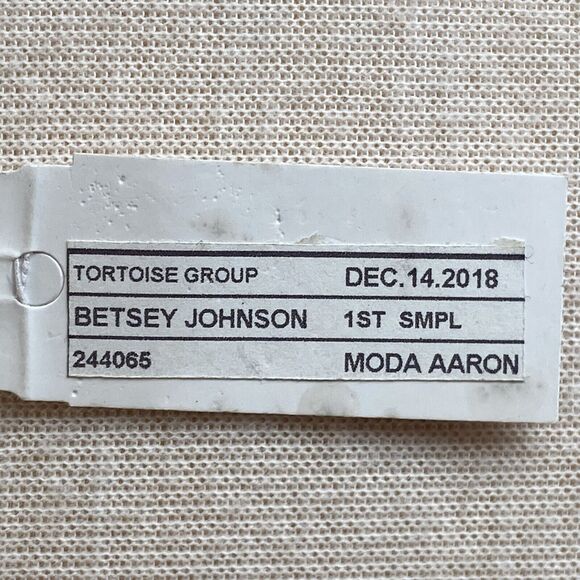 TORTOISE GROUP DEC.14.2018
BETSEY JOHNSON 1ST SMPL
244065 MODA AARON